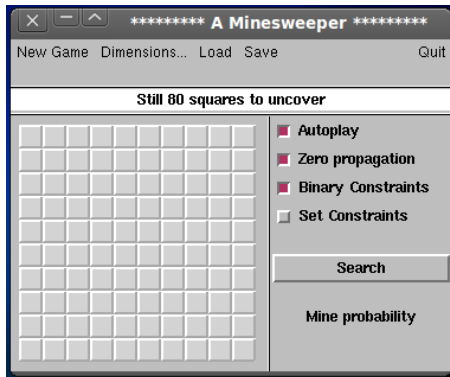 ********* A Minesweeper *********
New Game Dimensions... Load Save Quit
Still 80 squares to uncover
Autoplay
Zero propagation
Binary Constraints
Set Constraints
Search
Mine probability